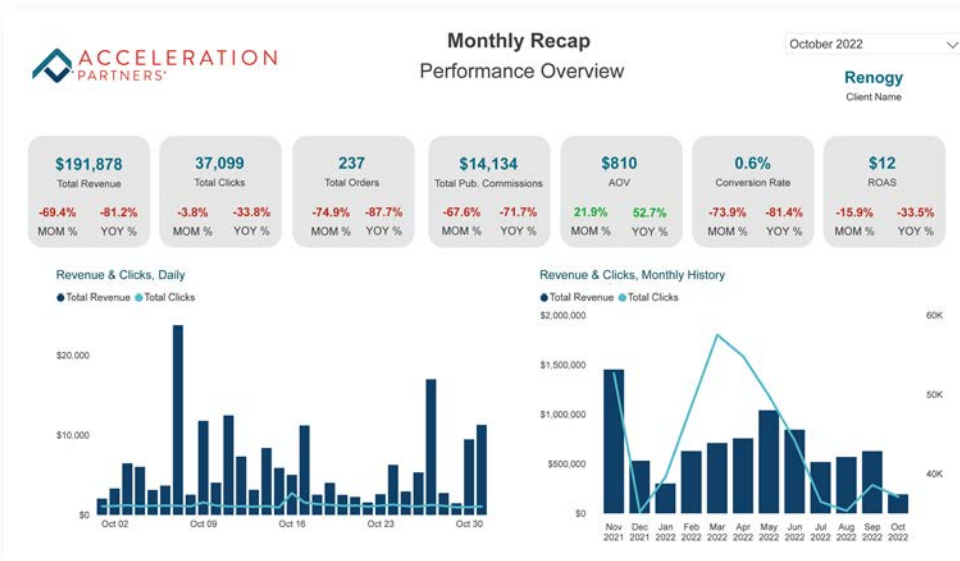 ACCELERATION
PARTNERS
Monthly Recap
Performance Overview
October 2022
Renogy
Client Name
$191,878
Total Revenue
-69.4% -81.2%
MOM % YOY %
37,099
Total Clicks
-3.8% -33.8%
MOM % YOY %
237
Total Orders
-74.9% -87.7%
MOM % YOY %
$14,134
Total Pub. Commissions
-67.6% -71.7%
MOM % YOY %
$810
AOV
21.9% 52.7%
MOM % YOY %
0.6%
Conversion Rate
-73.9% -81.4%
MOM % YOY %
$12
ROAS
-15.9% -33.5%
MOM % YOY %
Revenue & Clicks, Daily
Total Revenue Total Clicks
$20,000
$10,000
$0
Oct 02 Oct 09 Oct 16 Oct 23 Oct 30
Revenue & Clicks, Monthly History
Total Revenue Total Clicks
$2,000,000 60K
$1,500,000
50K
$1,000,000
$500,000 40K
$0
Nov Dec Jan Feb Mar Apr May Jun Jul Aug Sep Oct
2021 2021 2022 2022 2022 2022 2022 2022 2022 2022 2022 2022